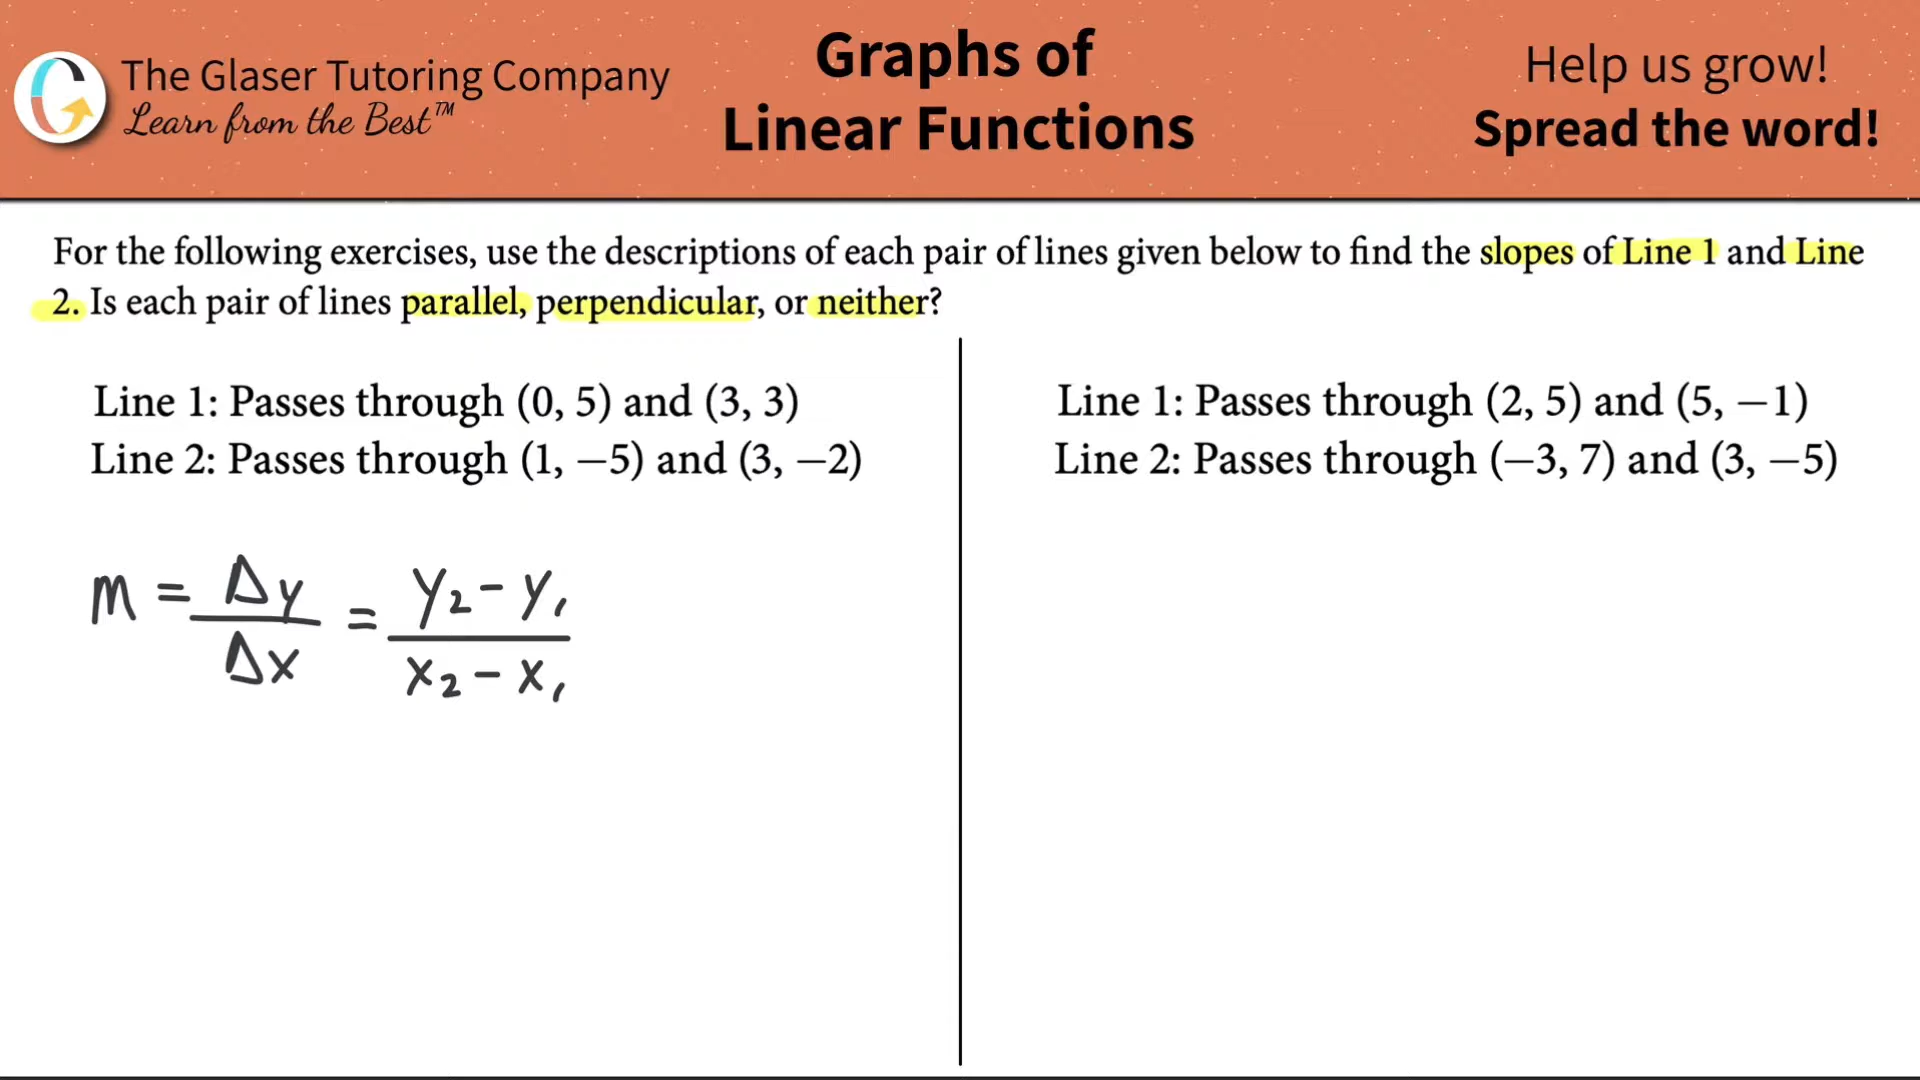 The Glaser Tutoring Company
Learn from the Best™
Graphs of
Linear Functions
Help us grow!
Spread the word!
For the following exercises, use the descriptions of each pair of lines given below to find the slopes of Line 1 and Line
2. Is each pair of lines parallel, perpendicular, or neither?
Line 1: Passes through (0, 5) and (3, 3)
Line 2: Passes through (1, −5) and (3, −2)
m = Δy / Δx = y₂ − y₁ / x₂ − x₁
Line 1: Passes through (2, 5) and (5, −1)
Line 2: Passes through (−3, 7) and (3, −5)